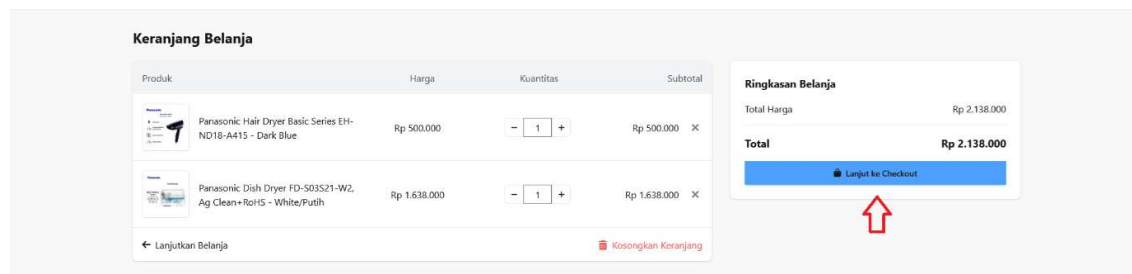 Keranjang Belanja
Produk Harga Kuantitas Subtotal
Panasonic Hair Dryer Basic Series EH-
ND18-A415 - Dark Blue
Rp 500.000 − 1 + Rp 500.000 ×
Panasonic Dish Dryer FD-S03S21-W2,
Ag Clean+RoHS - White/Putih
Rp 1.638.000 − 1 + Rp 1.638.000 ×
← Lanjutkan Belanja Kosongkan Keranjang
Ringkasan Belanja
Total Harga Rp 2.138.000
Total Rp 2.138.000
Lanjut ke Checkout